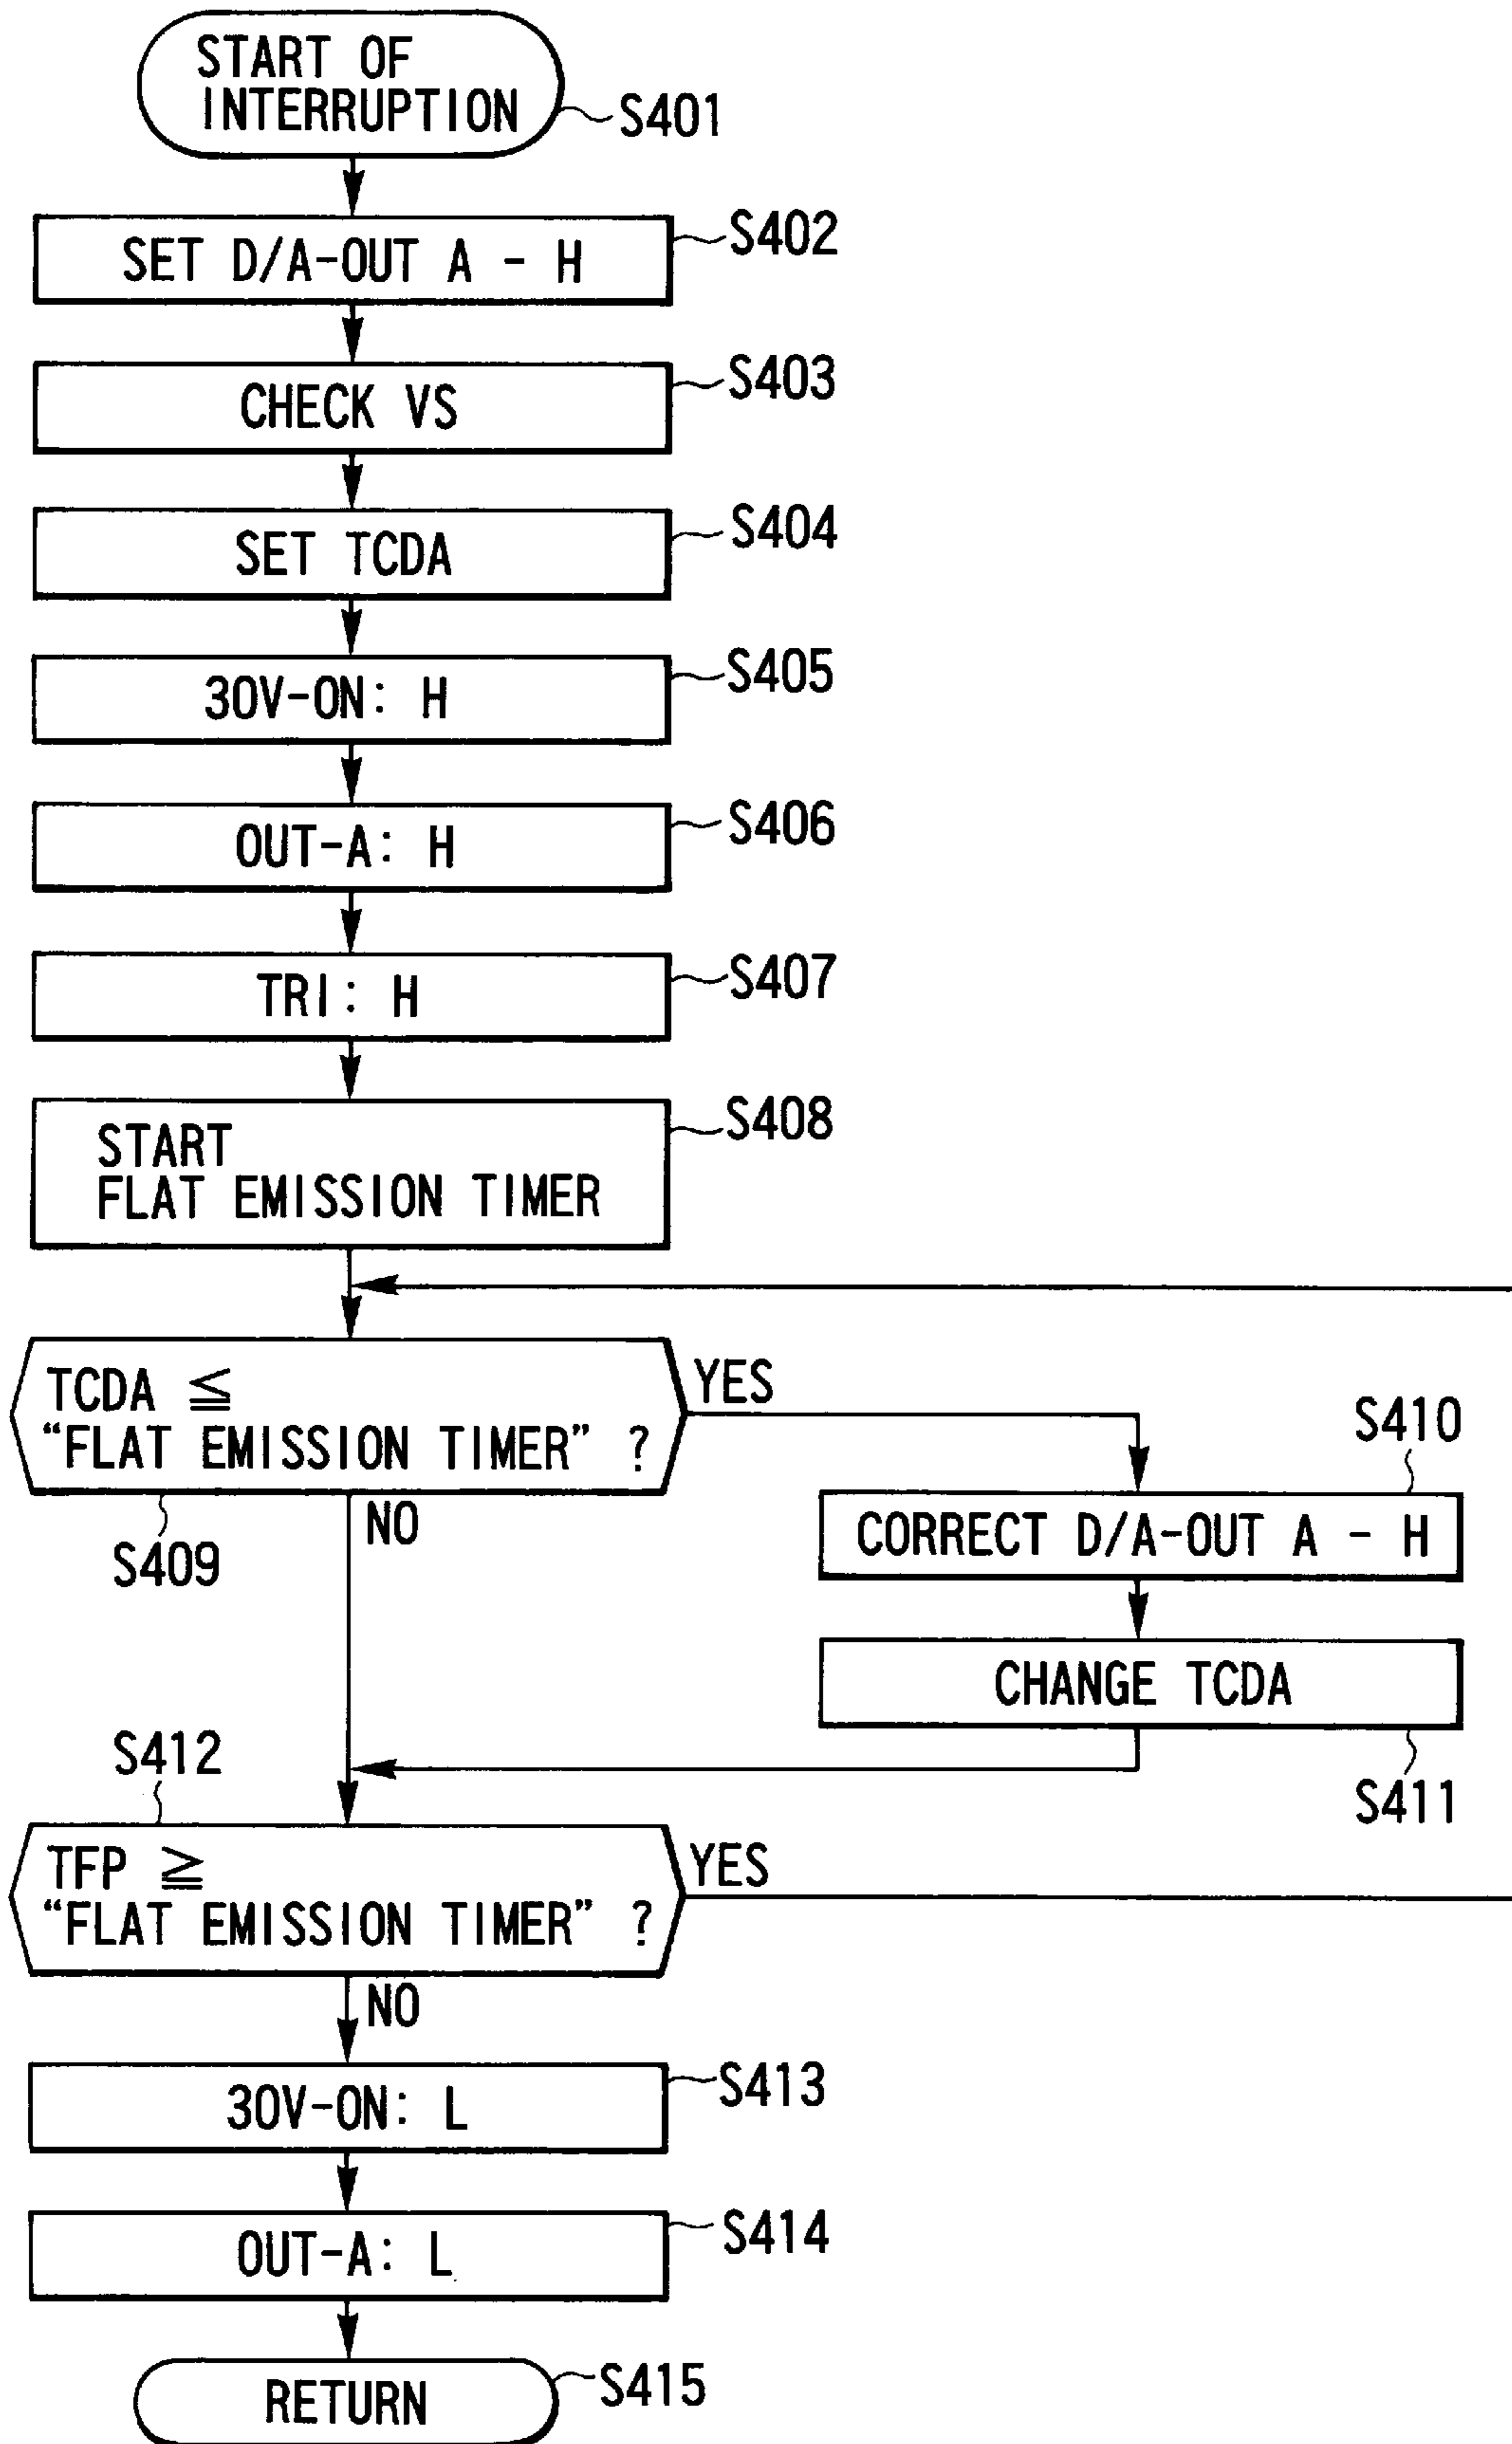 START OF
INTERRUPTION
S401
SET D/A-OUT A - H
S402
CHECK VS
S403
SET TCDA
S404
30V-ON: H
S405
OUT-A: H
S406
TRI: H
S407
START
FLAT EMISSION TIMER
S408
TCDA ≦
“FLAT EMISSION TIMER” ?
YES
NO
S409
S410
CORRECT D/A-OUT A - H
CHANGE TCDA
S411
S412
TFP ≧
“FLAT EMISSION TIMER” ?
YES
NO
30V-ON: L
S413
OUT-A: L
S414
RETURN
S415